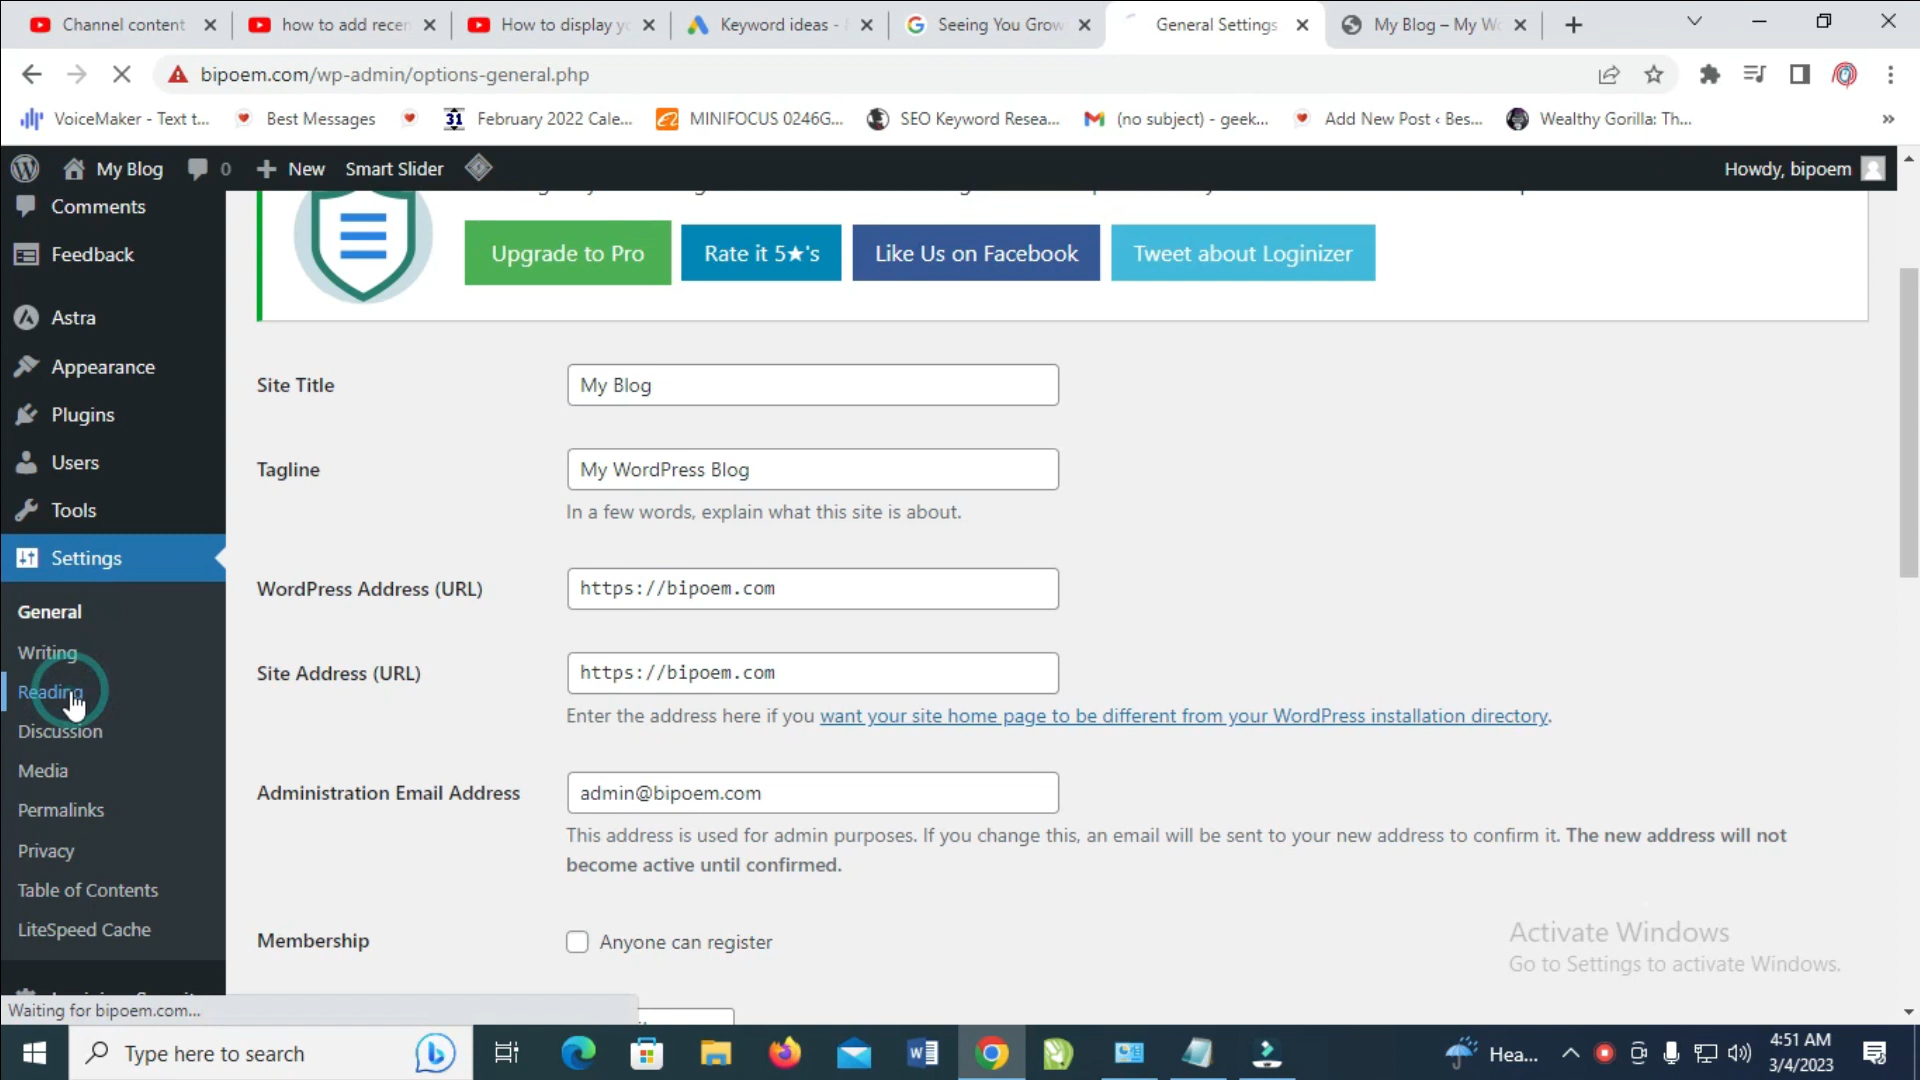 Channel content
how to add recen
How to display yo
Keyword ideas -
Seeing You Grow
General Settings
My Blog – My Wo
bipoem.com/wp-admin/options-general.php
VoiceMaker - Text t...
Best Messages
31
February 2022 Cale...
MINIFOCUS 0246G...
SEO Keyword Resea...
(no subject) - geek...
Add New Post ‹ Bes...
Wealthy Gorilla: Th...
»
My Blog
0
New
Smart Slider
Howdy, bipoem
Comments
Feedback
Astra
Appearance
Plugins
Users
Tools
Settings
General
Writing
Reading
Discussion
Media
Permalinks
Privacy
Table of Contents
LiteSpeed Cache
Upgrade to Pro
Rate it 5★'s
Like Us on Facebook
Tweet about Loginizer
Site Title
My Blog
Tagline
My WordPress Blog
In a few words, explain what this site is about.
WordPress Address (URL)
https://bipoem.com
Site Address (URL)
https://bipoem.com
Enter the address here if you want your site home page to be different from your WordPress installation directory.
Administration Email Address
admin@bipoem.com
This address is used for admin purposes. If you change this, an email will be sent to your new address to confirm it. The new address will not
become active until confirmed.
Membership
Anyone can register
Activate Windows
Go to Settings to activate Windows.
Waiting for bipoem.com...
Type here to search
Hea...
4:51 AM
3/4/2023